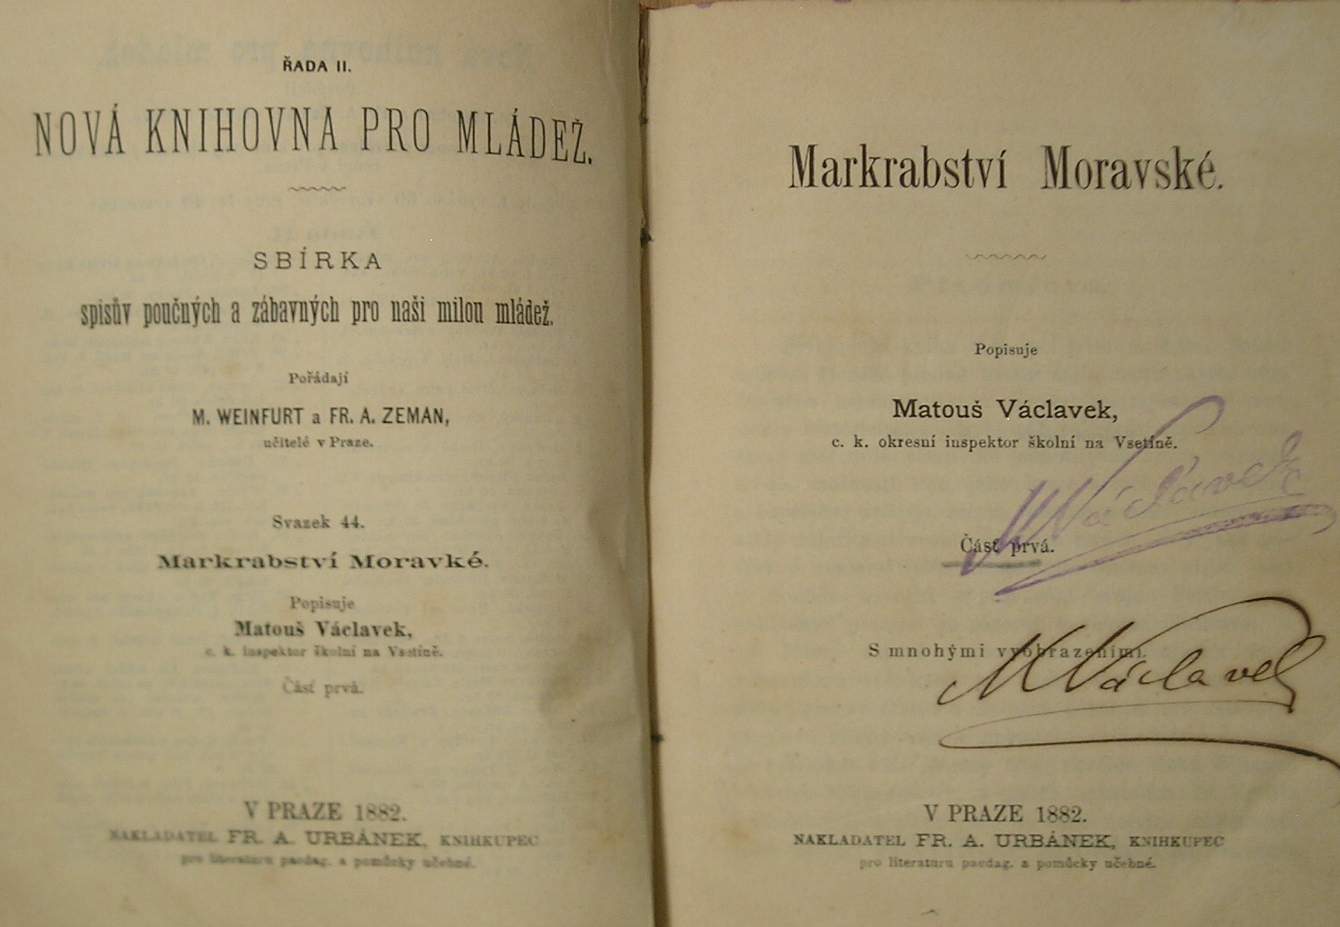 ŘADA II.
NOVÁ KNIHOVNA PRO MLÁDEŽ.
SBÍRKA
spisův poučných a zábavných pro naši milou mládež.
Pořádají
M. WEINFURT a FR. A. ZEMAN,
učitelé v Praze.
Svazek 44.
Markrabství Moravké.
Popisuje
Matouš Václavek,
c. k. inspektor školní na Vsetíně.
Část prvá.
V PRAZE 1882.
NAKLADATEL FR. A. URBÁNEK, KNIHKUPEC
pro literaturu paedag. a pomůcky učebné.
Markrabství Moravské.
Popisuje
Matouš Václavek,
c. k. okresní inspektor školní na Vsetíně.
MVáclavek
Část prvá.
S mnohými vyobrazeními.
MVáclavek
V PRAZE 1882.
NAKLADATEL FR. A. URBÁNEK, KNIHKUPEC
pro literaturu paedag. a pomůcky učebné.